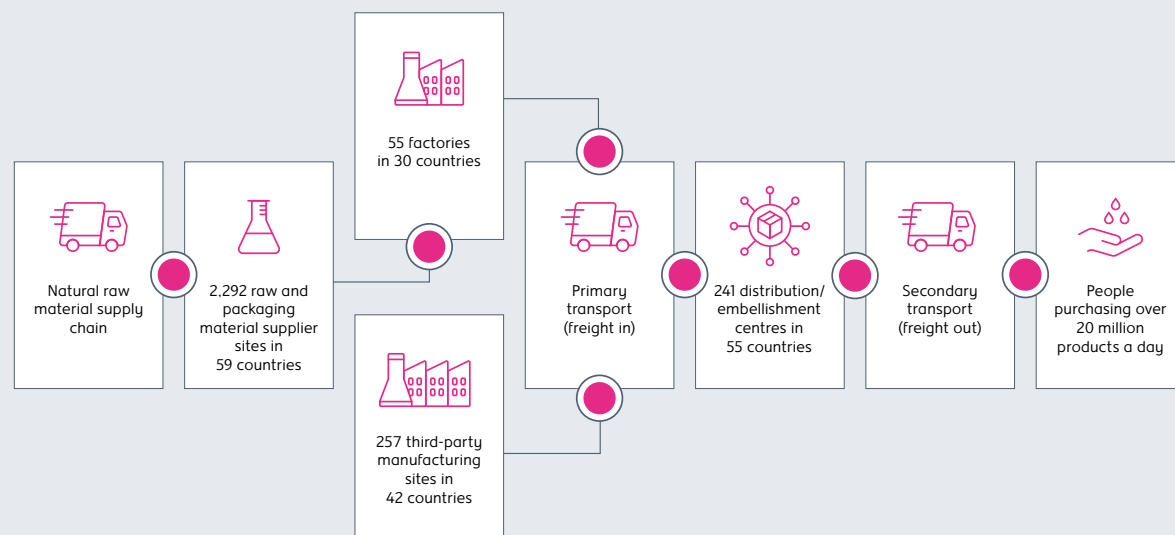 Natural raw
material supply
chain
2,292 raw and
packaging
material supplier
sites in
59 countries
55 factories
in 30 countries
257 third-party
manufacturing
sites in
42 countries
Primary
transport
(freight in)
241 distribution/
embellishment
centres in
55 countries
Secondary
transport
(freight out)
People
purchasing over
20 million
products a day